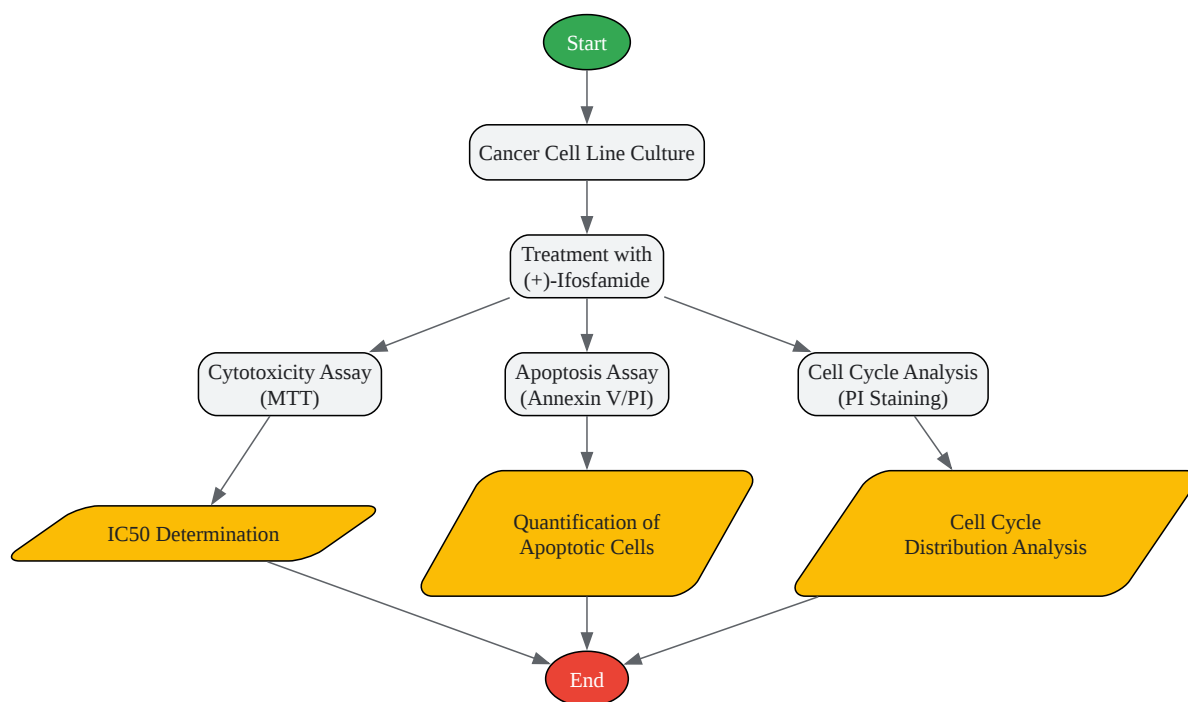 Start
Cancer Cell Line Culture
Treatment with
(+)-Ifosfamide
Cytotoxicity Assay
(MTT)
Apoptosis Assay
(Annexin V/PI)
Cell Cycle Analysis
(PI Staining)
IC50 Determination
Quantification of
Apoptotic Cells
Cell Cycle
Distribution Analysis
End